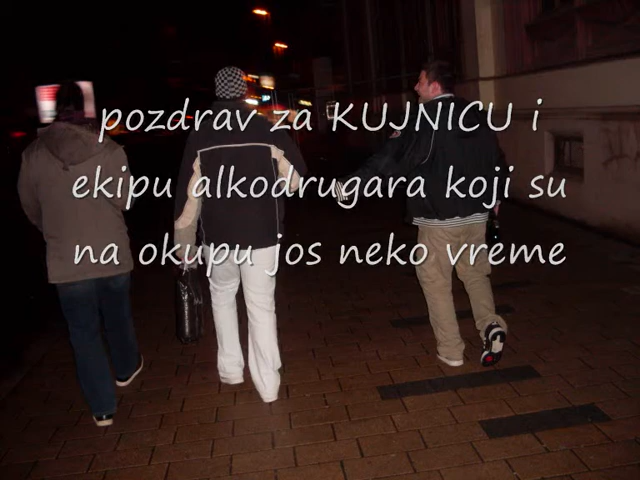 pozdrav za KUJNICU i
ekipu alkodrugara koji su
na okupu jos neko vreme